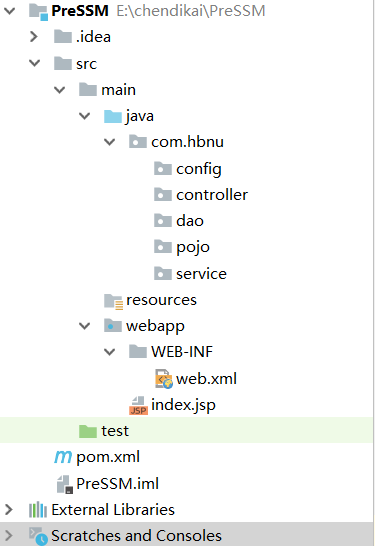 PreSSM E:\chendikai\PreSSM
.idea
src
main
java
com.hbnu
config
controller
dao
pojo
service
resources
webapp
WEB-INF
web.xml
JSP index.jsp
test
m pom.xml
PreSSM.iml
External Libraries
Scratches and Consoles